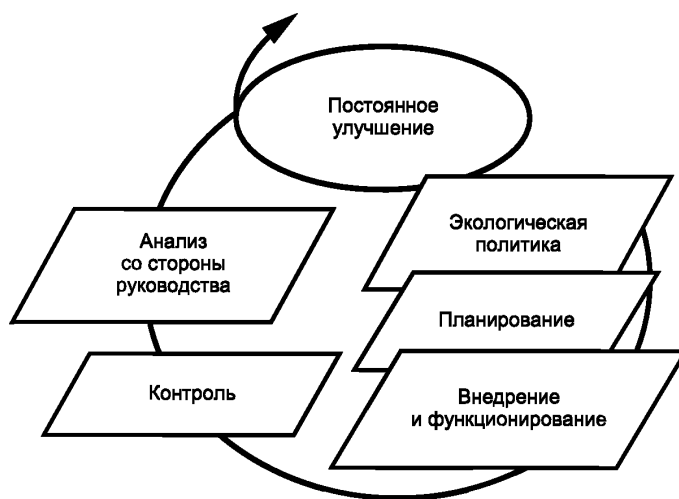 Постоянное
улучшение
Экологическая
политика
Планирование
Внедрение
и функционирование
Контроль
Анализ
со стороны
руководства